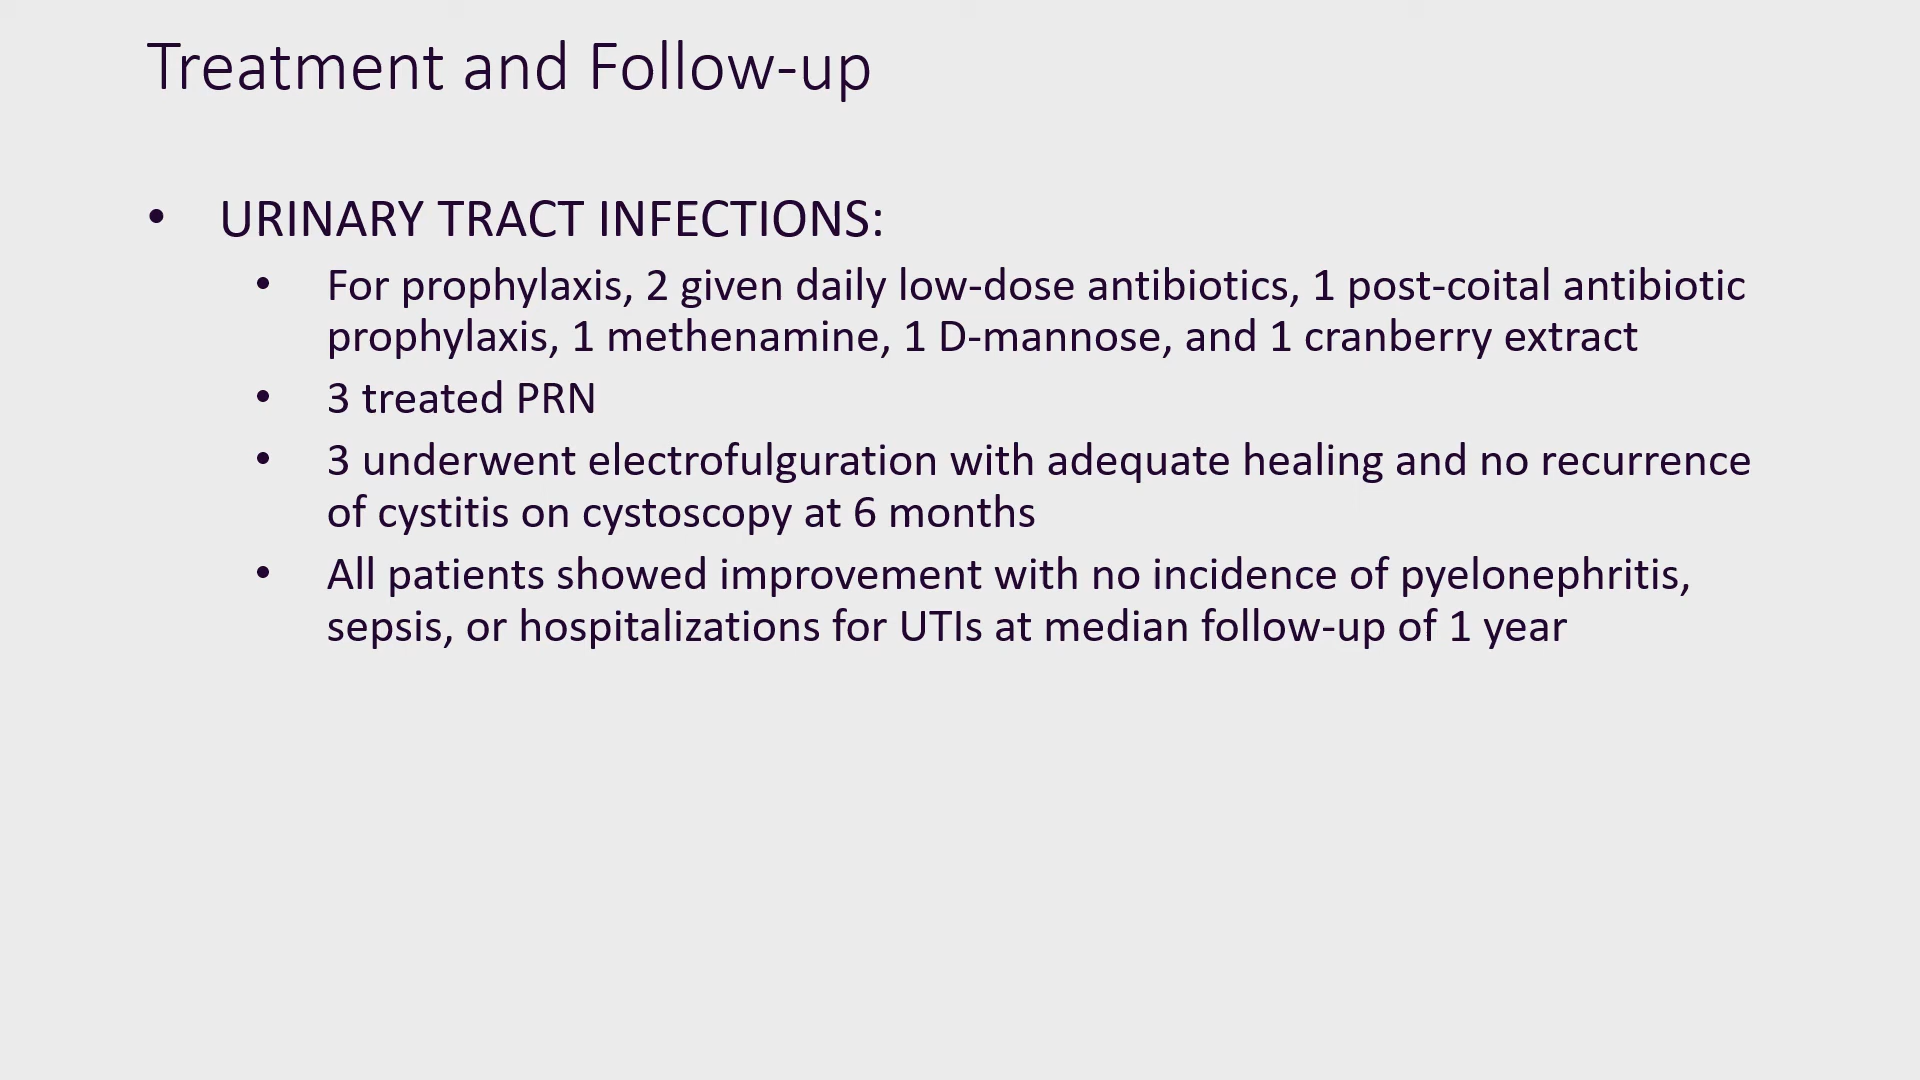 Treatment and Follow-up
• URINARY TRACT INFECTIONS:
• For prophylaxis, 2 given daily low-dose antibiotics, 1 post-coital antibiotic
prophylaxis, 1 methenamine, 1 D-mannose, and 1 cranberry extract
• 3 treated PRN
• 3 underwent electrofulguration with adequate healing and no recurrence
of cystitis on cystoscopy at 6 months
• All patients showed improvement with no incidence of pyelonephritis,
sepsis, or hospitalizations for UTIs at median follow-up of 1 year